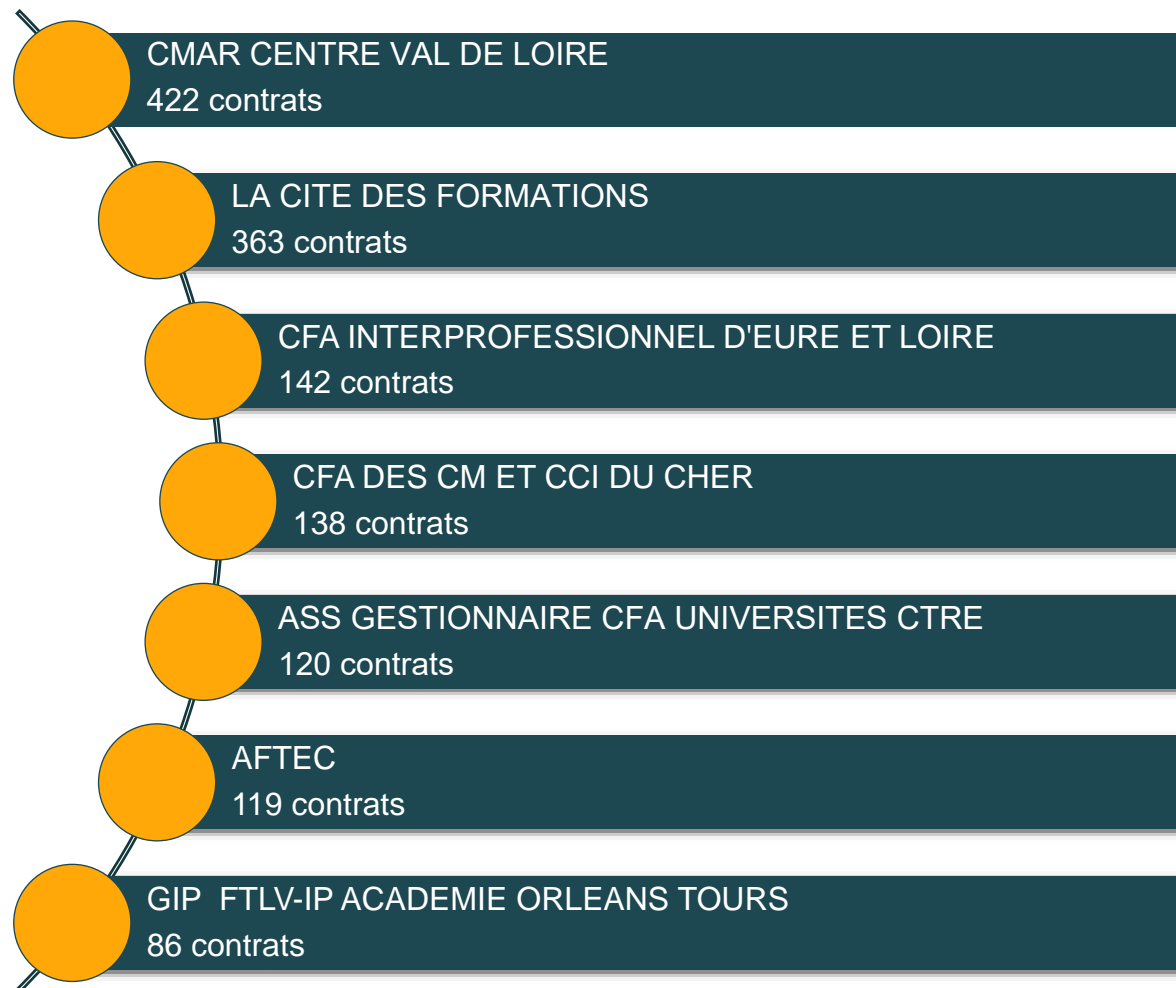 CMAR CENTRE VAL DE LOIRE
422 contrats
LA CITE DES FORMATIONS
363 contrats
CFA INTERPROFESSIONNEL D'EURE ET LOIRE
142 contrats
CFA DES CM ET CCI DU CHER
138 contrats
ASS GESTIONNAIRE CFA UNIVERSITES CTRE
120 contrats
AFTEC
119 contrats
GIP  FTLV-IP ACADEMIE ORLEANS TOURS
86 contrats